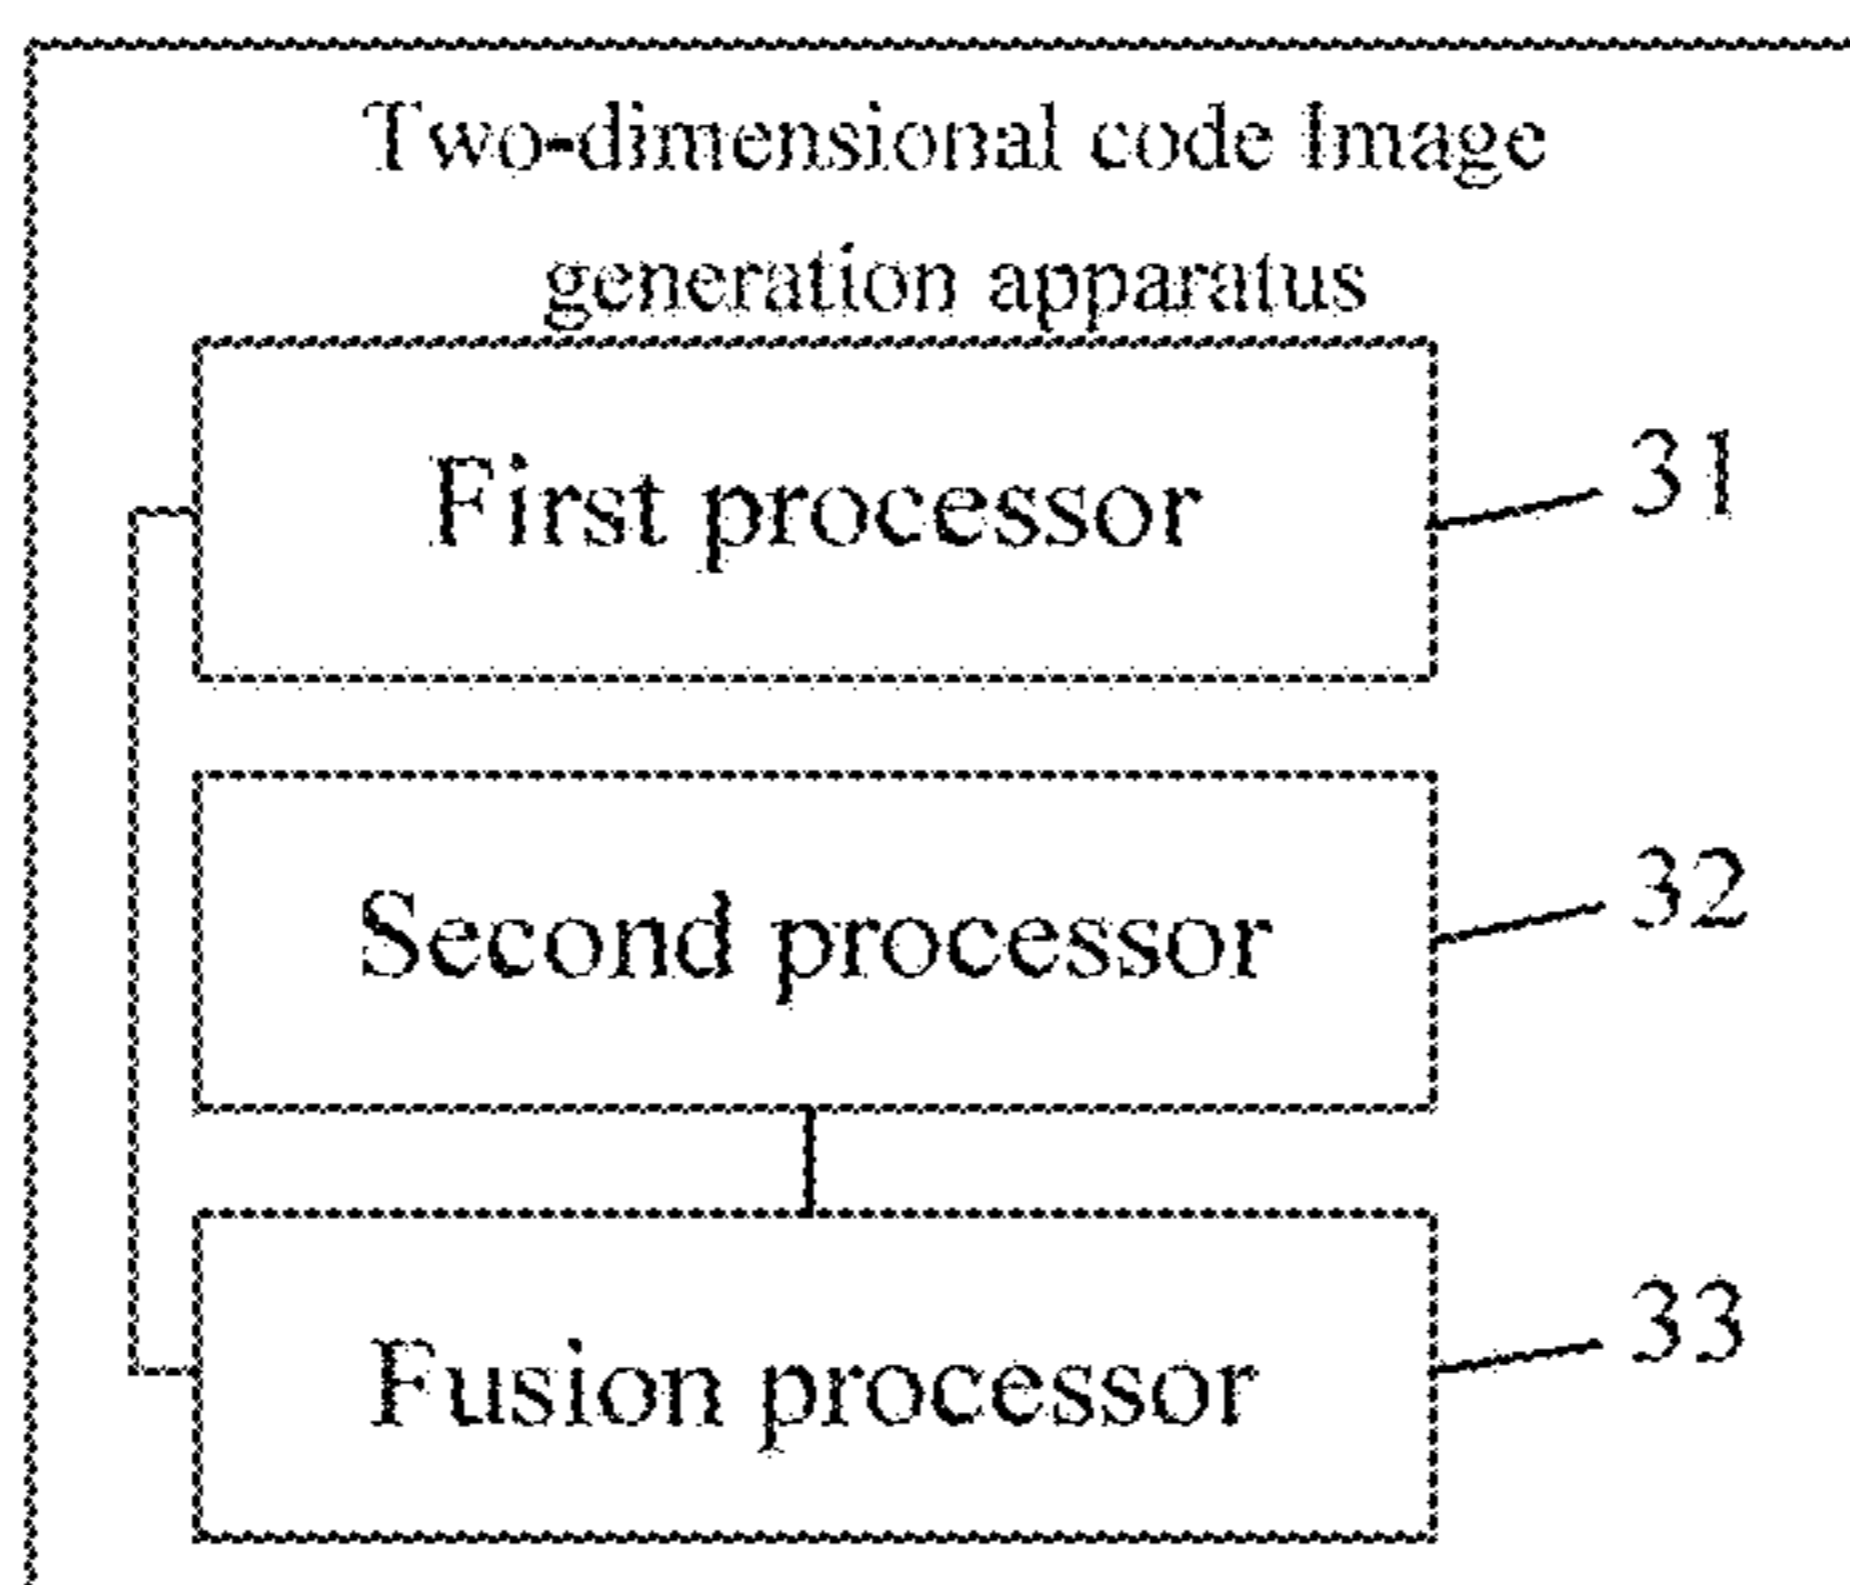 Two-dimensional code Image
generation apparatus
First processor
31
Second processor
32
Fusion processor
33